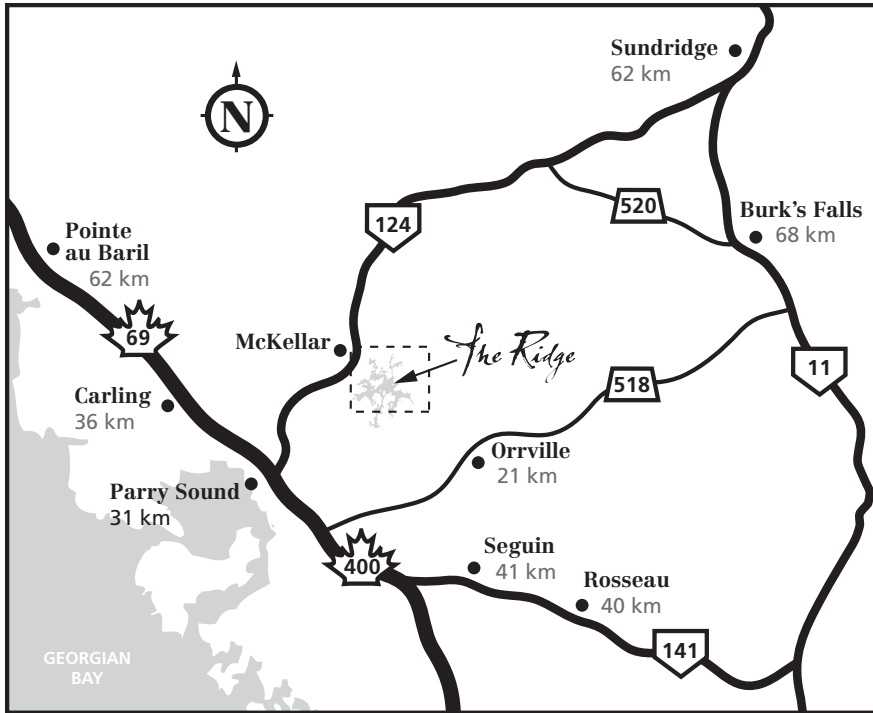 Sundridge
62 km
N
124
520
Burk's Falls
68 km
Pointe
au Baril
62 km
69
McKellar
The Ridge
11
518
Carling
36 km
Orrville
21 km
Parry Sound
31 km
400
Seguin
41 km
Rosseau
40 km
141
GEORGIAN
BAY